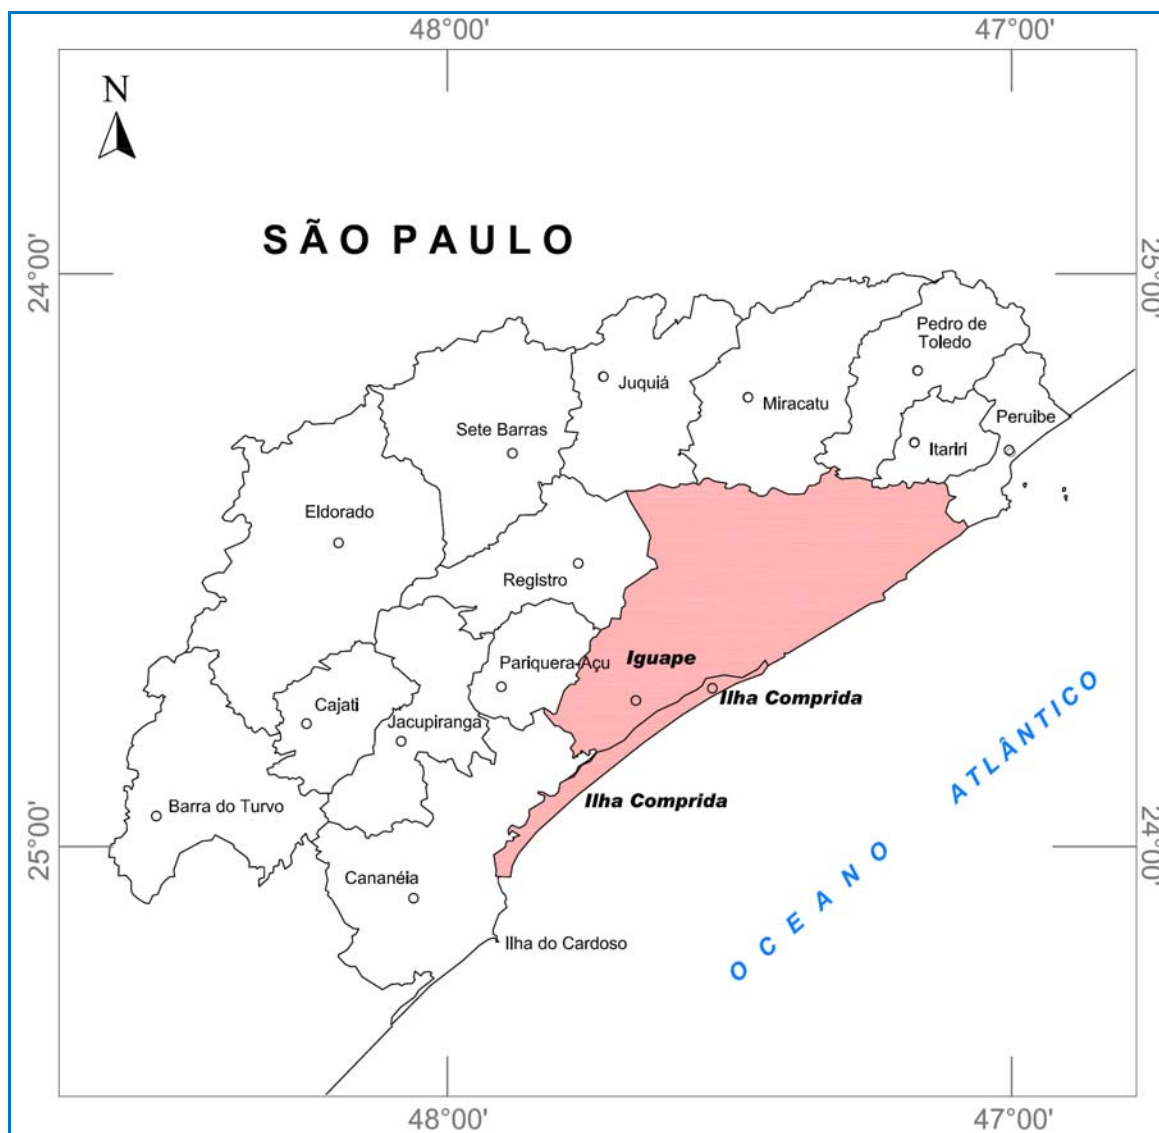 48°00'
47°00'
N
SÃO PAULO
24°00'
25°00'
Pedro de
Toledo
Juquiá
Miracatu
Peruibe
Sete Barras
Itariri
Eldorado
Registro
Iguape
Pariquera-Açu
Ilha Comprida
Cajati
Jacupiranga
Ilha Comprida
Barra do Turvo
OCEANO ATLÂNTICO
25°00'
24°00'
Cananéia
Ilha do Cardoso
48°00'
47°00'